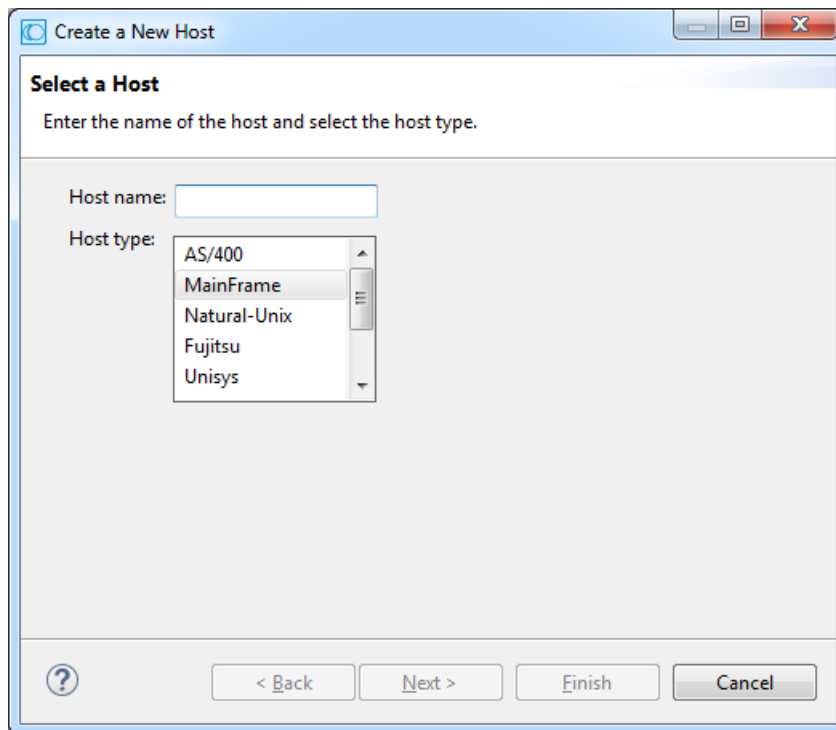 Create a New Host
Select a Host
Enter the name of the host and select the host type.
Host name:
Host type:
AS/400
MainFrame
Natural-Unix
Fujitsu
Unisys
?
< Back
Next >
Finish
Cancel